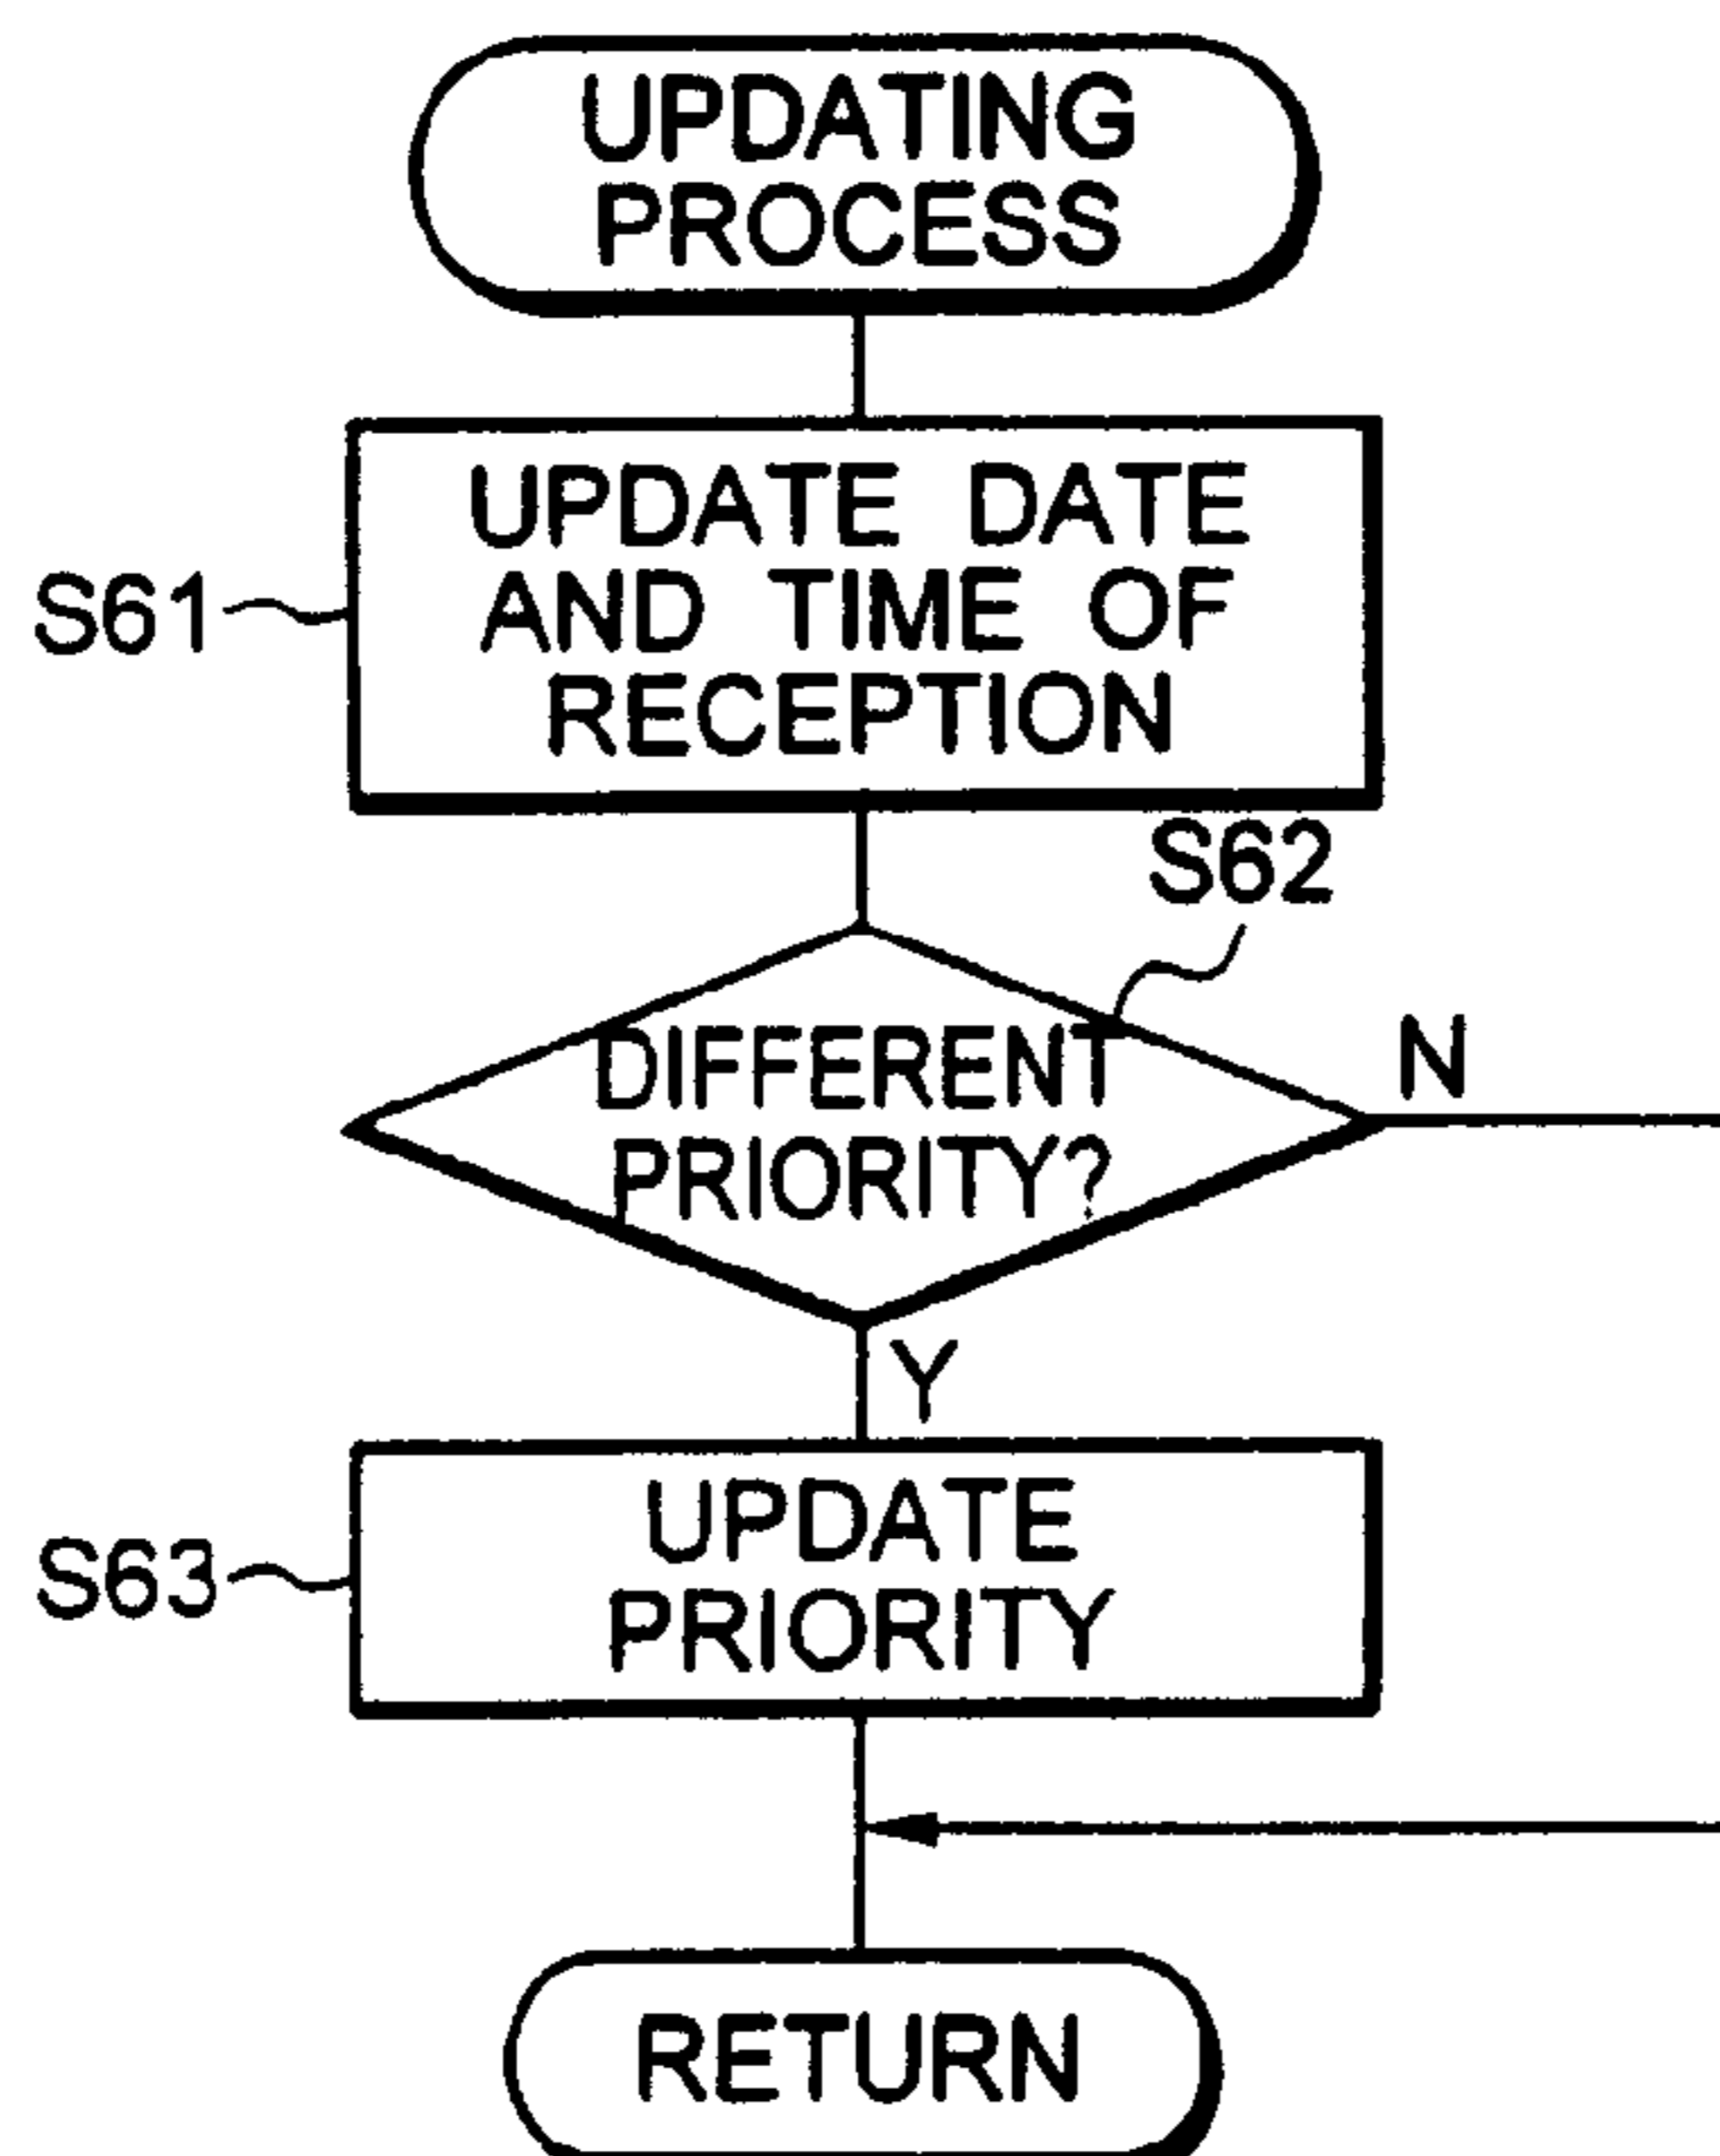 UPDATING
PROCESS
UPDATE DATE
AND TIME OF
RECEPTION
S61
S62
DIFFERENT
PRIORITY?
N
Y
UPDATE
PRIORITY
S63
RETURN